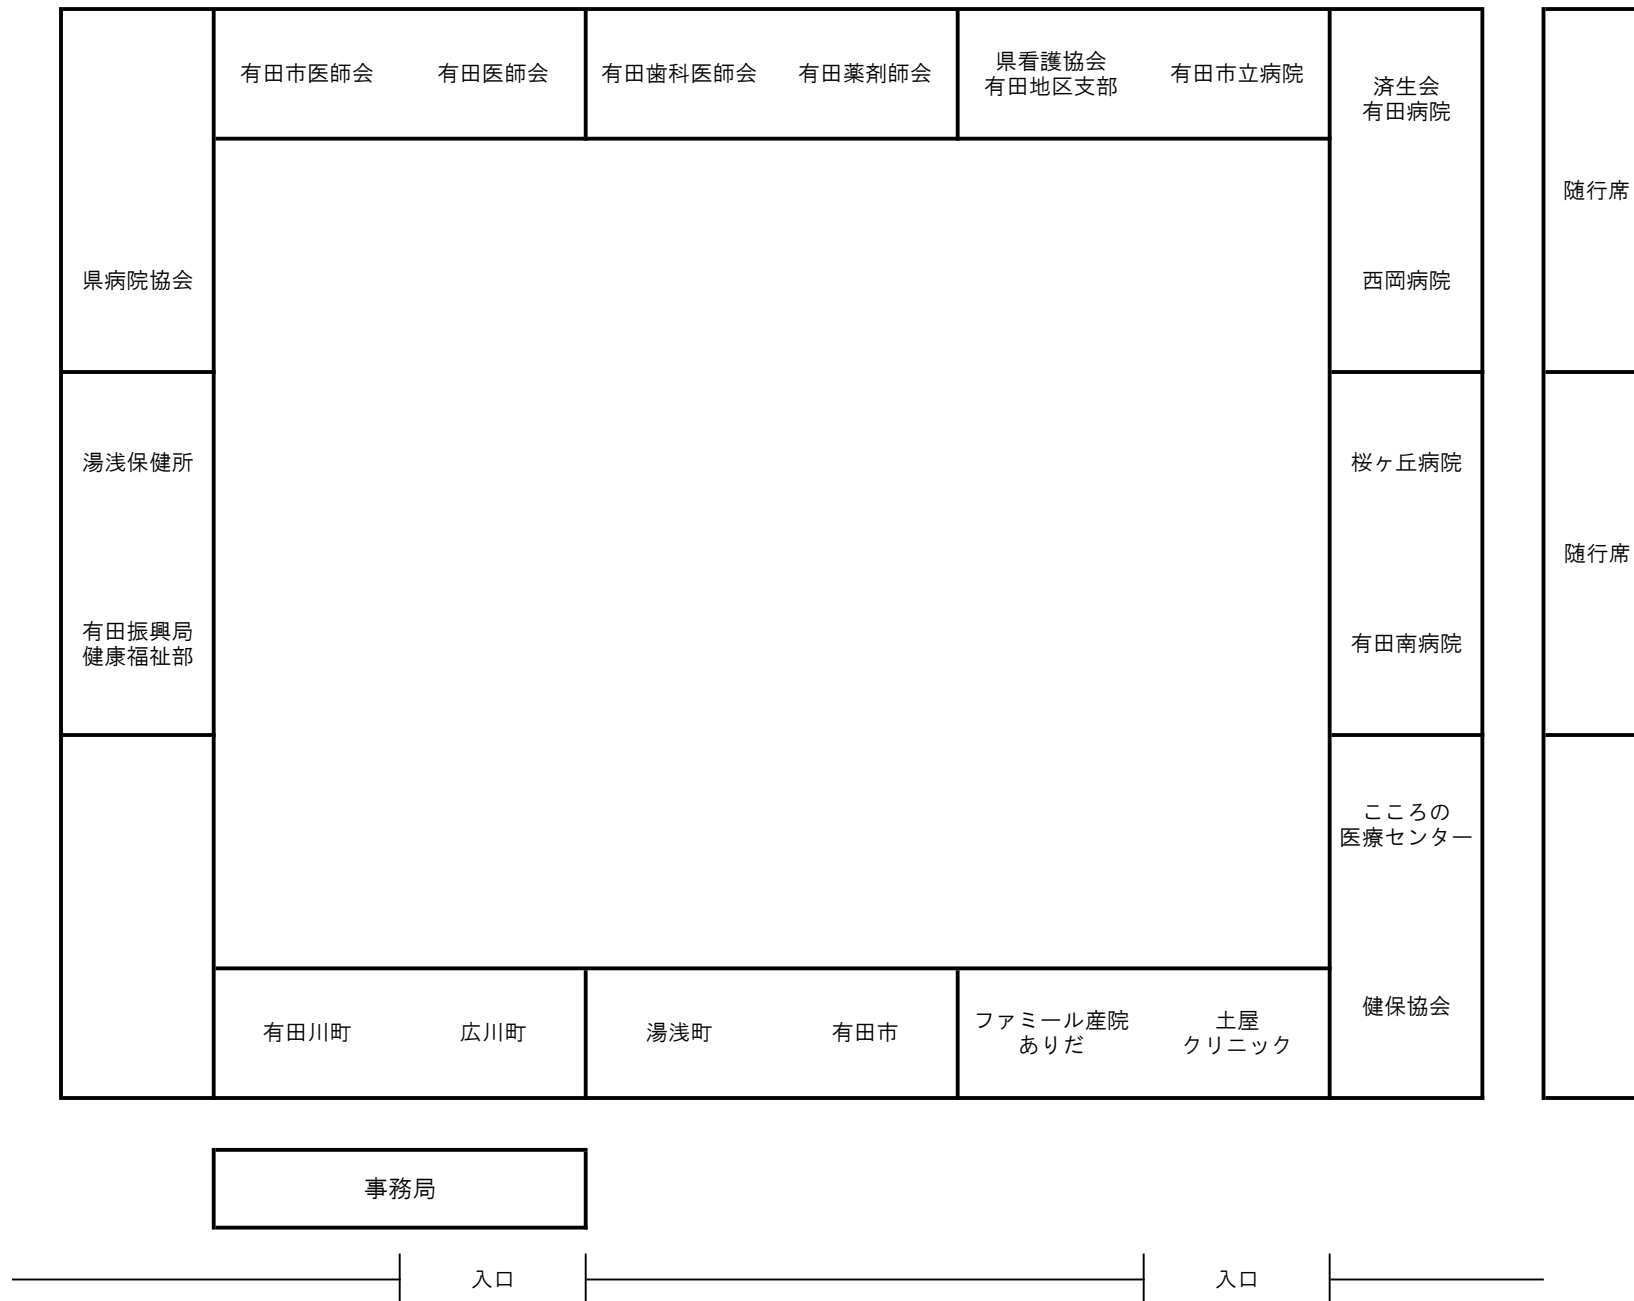 有田市医師会
有田医師会
有田歯科医師会
有田薬剤師会
県看護協会
有田地区支部
有田市立病院
済生会
有田病院
随行席
県病院協会
西岡病院
湯浅保健所
桜ヶ丘病院
随行席
有田振興局
健康福祉部
有田南病院
こころの
医療センター
健保協会
有田川町
広川町
湯浅町
有田市
ファミール産院
ありだ
土屋
クリニック
事務局
入口
入口